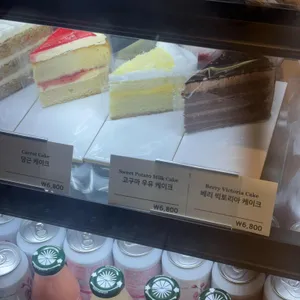 Carrot Cake
당근 케이크
₩6,800
Sweet Potato Milk Cake
고구마 우유 케이크
₩6,800
Berry Victoria Cake
베리 빅토리아 케이크
₩6,800